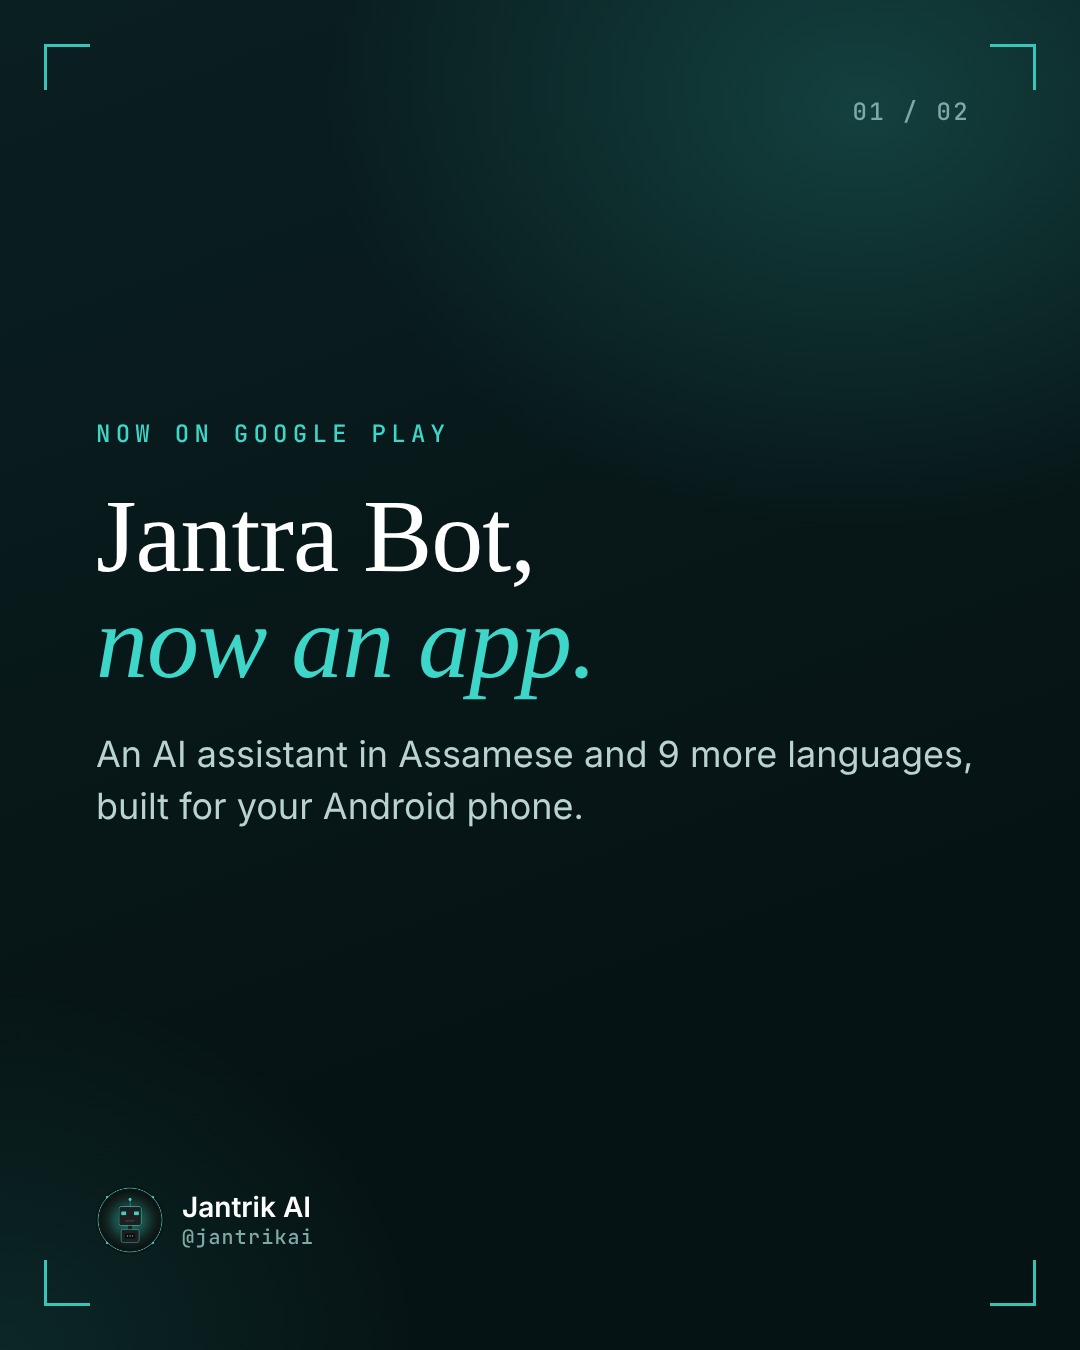 01 / 02
NOW ON GOOGLE PLAY
Jantra Bot,
now an app.
An AI assistant in Assamese and 9 more languages,
built for your Android phone.
Jantrik AI
@jantrikai